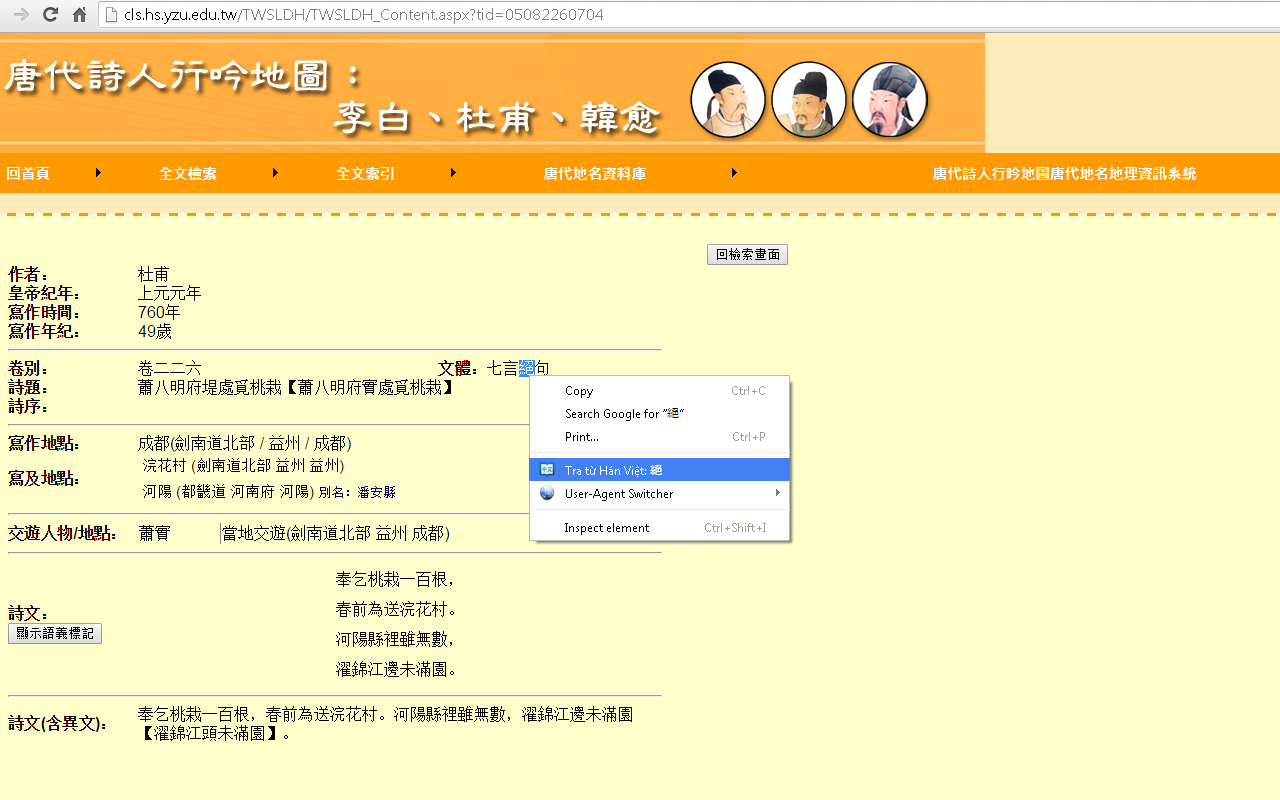 cls.hs.yzu.edu.tw/TWSLDH/TWSLDH_Content.aspx?tid=05082260704
唐代詩人行吟地圖：
李白、杜甫、韓愈
回首頁 全文檢索 全文索引 唐代地名資料庫 唐代詩人行吟地圖唐代地名地理資訊系統
回檢索畫面
作者： 杜甫
皇帝紀年： 上元元年
寫作時間： 760年
寫作年紀： 49歲
卷別： 卷二二六 文體：七言絕句
詩題： 蕭八明府堤處覓桃栽【蕭八明府實處覓桃栽】
詩序：
Copy Ctrl+C
Search Google for "絕"
Print... Ctrl+P
Tra từ Hán Việt: 絕
User-Agent Switcher
Inspect element Ctrl+Shift+I
寫作地點： 成都(劍南道北部 / 益州 / 成都)
寫及地點： 浣花村 (劍南道北部 益州 益州)
河陽 (都畿道 河南府 河陽) 別名：潘安縣
交遊人物/地點： 蕭實 當地交遊(劍南道北部 益州 成都)
詩文：
顯示語義標記
奉乞桃栽一百根，
春前為送浣花村。
河陽縣裡雖無數，
濯錦江邊未滿園。
詩文(含異文)： 奉乞桃栽一百根，春前為送浣花村。河陽縣裡雖無數，濯錦江邊未滿園
【濯錦江頭未滿園】。